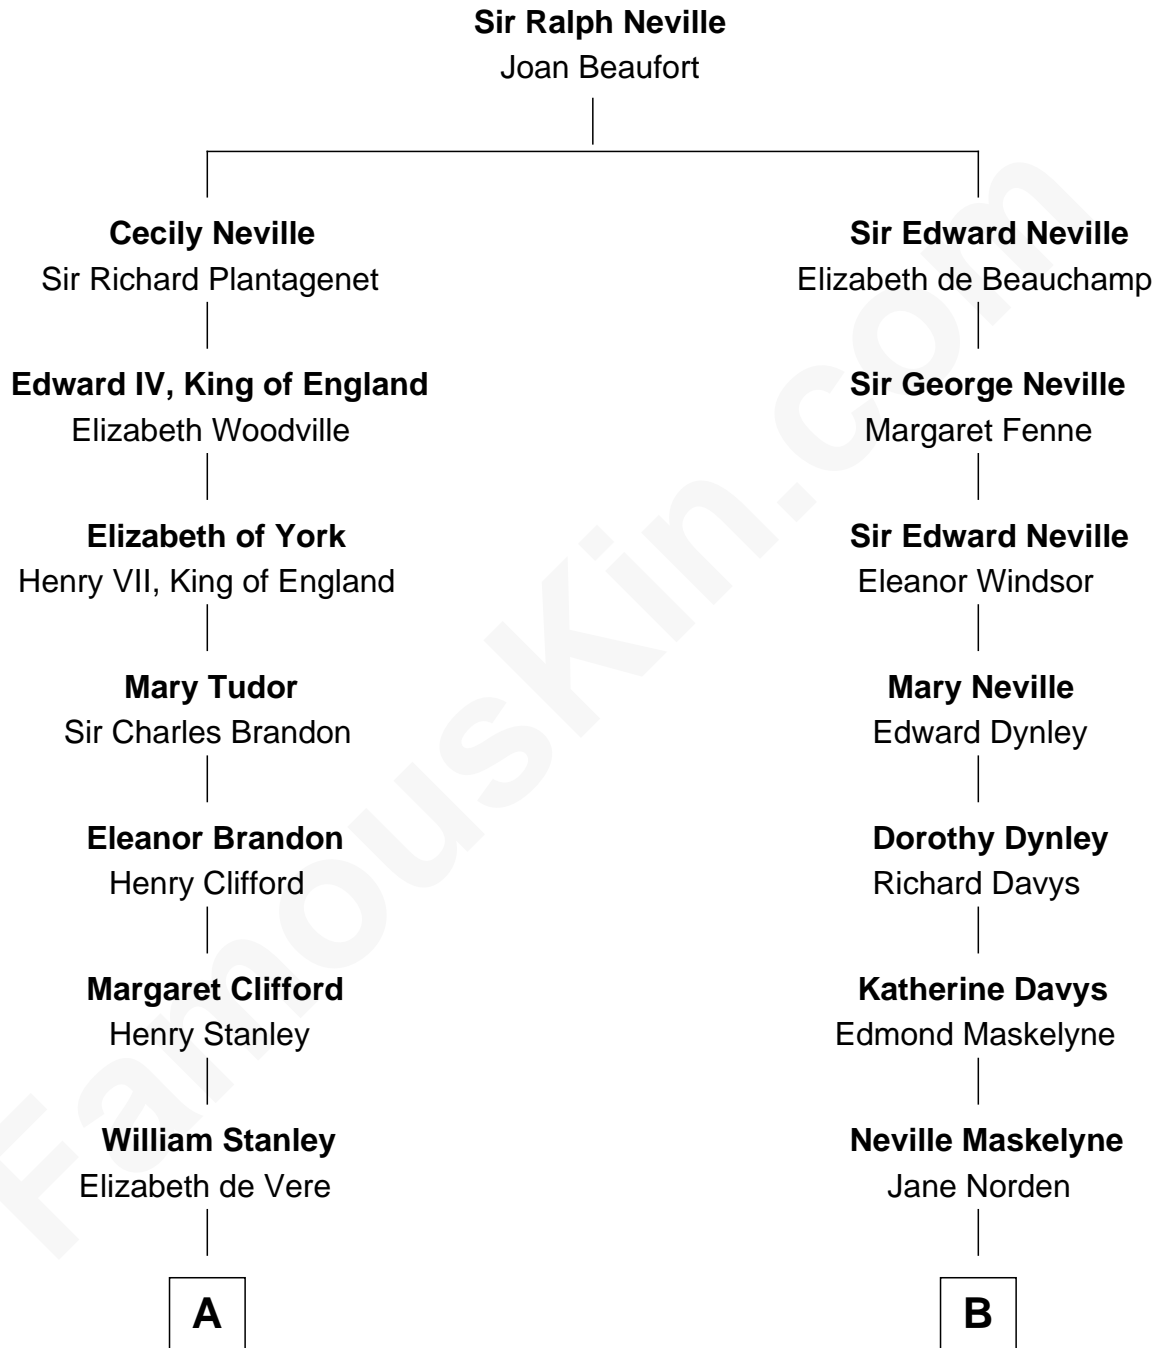 Sir Ralph Neville
Joan Beaufort
Cecily Neville
Sir Richard Plantagenet
Edward IV, King of England
Elizabeth Woodville
Elizabeth of York
Henry VII, King of England
Mary Tudor
Sir Charles Brandon
Eleanor Brandon
Henry Clifford
Margaret Clifford
Henry Stanley
William Stanley
Elizabeth de Vere
A
Sir Edward Neville
Elizabeth de Beauchamp
Sir George Neville
Margaret Fenne
Sir Edward Neville
Eleanor Windsor
Mary Neville
Edward Dynley
Dorothy Dynley
Richard Davys
Katherine Davys
Edmond Maskelyne
Neville Maskelyne
Jane Norden
B
FamousKin.com